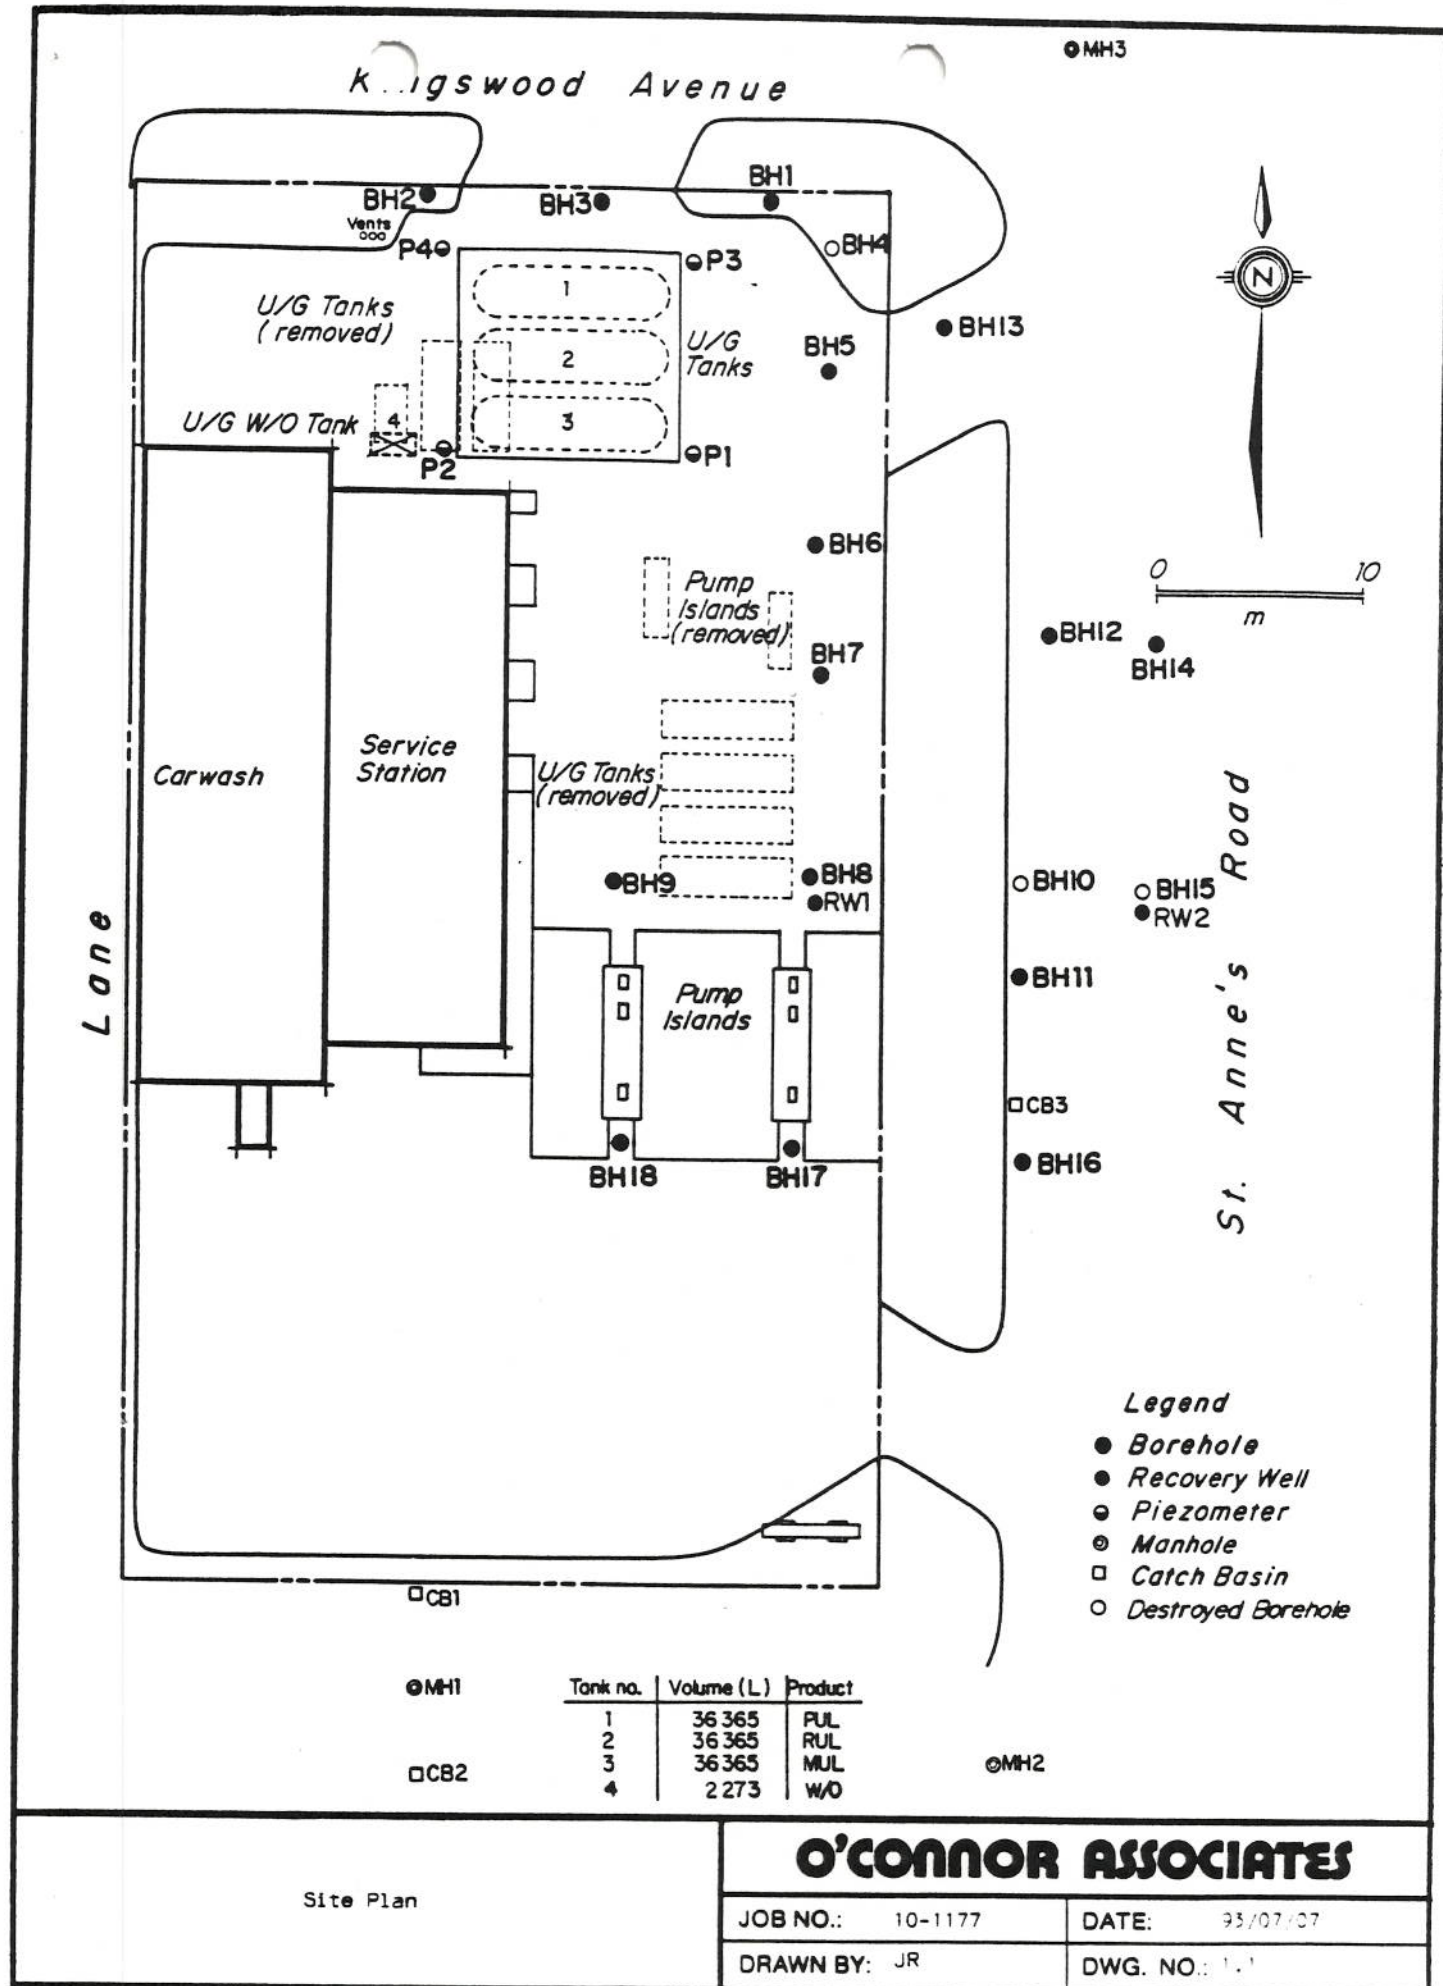 MH3
K...ngswood Avenue
BH2
BH3
BH1
Vents
P4
P3
BH4
1
U/G Tanks
(removed)
U/G
Tanks
BH13
BH5
2
U/G W/O Tank
4
3
P2
P1
N
BH6
0 10
m
Pump
Islands
(removed)
BH12
BH14
BH7
Carwash
Service
Station
U/G Tanks
(removed)
BH9
BH8
RW1
BH10
BH15
RW2
Lane
Pump
Islands
BH11
St. Anne's Road
CB3
BH18
BH17
BH16
Legend
Borehole
Recovery Well
Piezometer
Manhole
Catch Basin
Destroyed Borehole
CB1
MH1
CB2
MH2
Tank no. Volume (L) Product
1 36 365 PUL
2 36 365 RUL
3 36 365 MUL
4 2 273 W/O
Site Plan
O'CONNOR ASSOCIATES
JOB NO.: 10-1177
DATE: 93/07/07
DRAWN BY: JR
DWG. NO.: